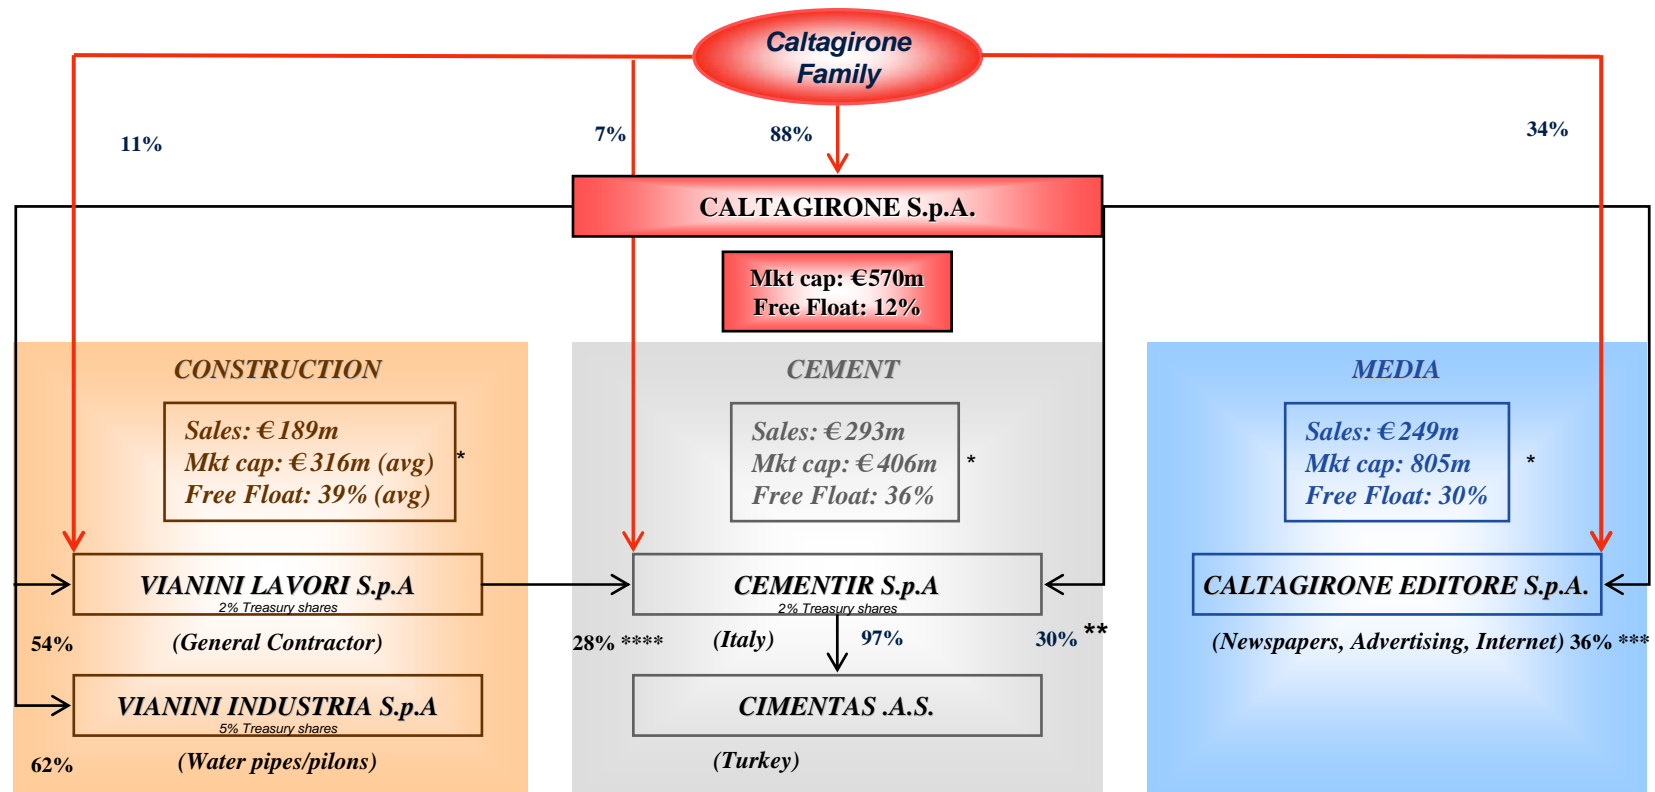 Caltagirone
Family
11%
7%
88%
34%
CALTAGIRONE S.p.A.
Mkt cap: €570m
Free Float: 12%
CONSTRUCTION
Sales: €189m
Mkt cap: €316m (avg)
Free Float: 39% (avg)
*
VIANINI LAVORI S.p.A
2% Treasury shares
54%
(General Contractor)
VIANINI INDUSTRIA S.p.A
5% Treasury shares
62%
(Water pipes/pilons)
CEMENT
Sales: €293m
Mkt cap: €406m
Free Float: 36%
*
CEMENTIR S.p.A
2% Treasury shares
28% ****
(Italy)
97%
30% **
CIMENTAS .A.S.
(Turkey)
MEDIA
Sales: €249m
Mkt cap: 805m
Free Float: 30%
*
CALTAGIRONE EDITORE S.p.A.
(Newspapers, Advertising, Internet) 36% ***